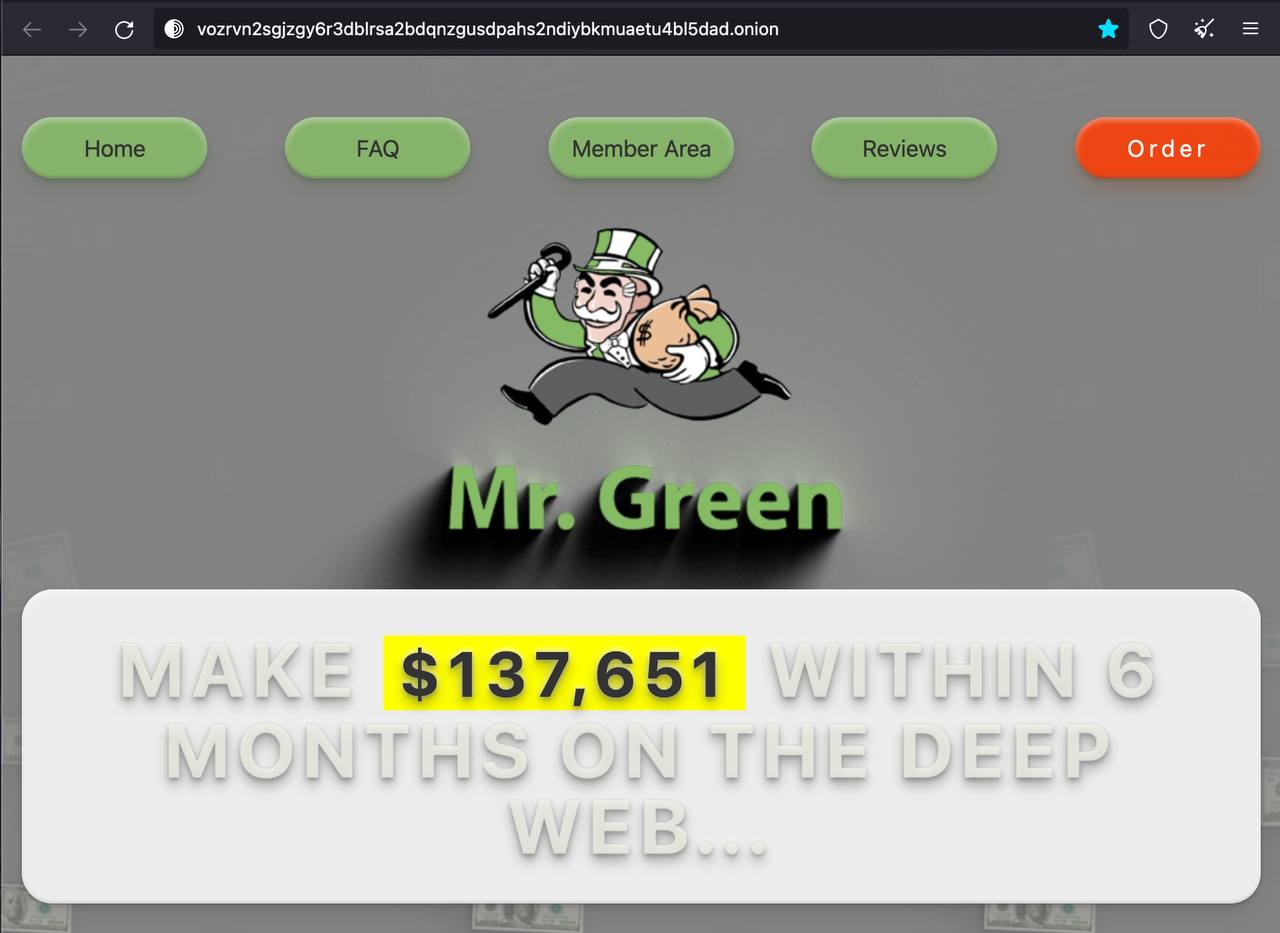 vozrvn2sgjzgy6r3dblrsa2bdqnzgusdpahs2ndiybkmuaetu4bl5dad.onion
Home
FAQ
Member Area
Reviews
Order
$
Mr. Green
MAKE $137,651 WITHIN 6
MONTHS ON THE DEEP
WEB...